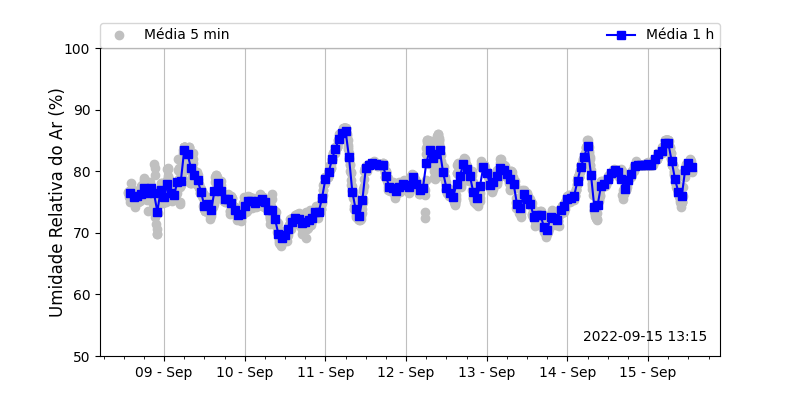 Média 5 min
Média 1 h
Umidade Relativa do Ar (%)
100
90
80
70
60
50
2022-09-15 13:15
09 - Sep
10 - Sep
11 - Sep
12 - Sep
13 - Sep
14 - Sep
15 - Sep